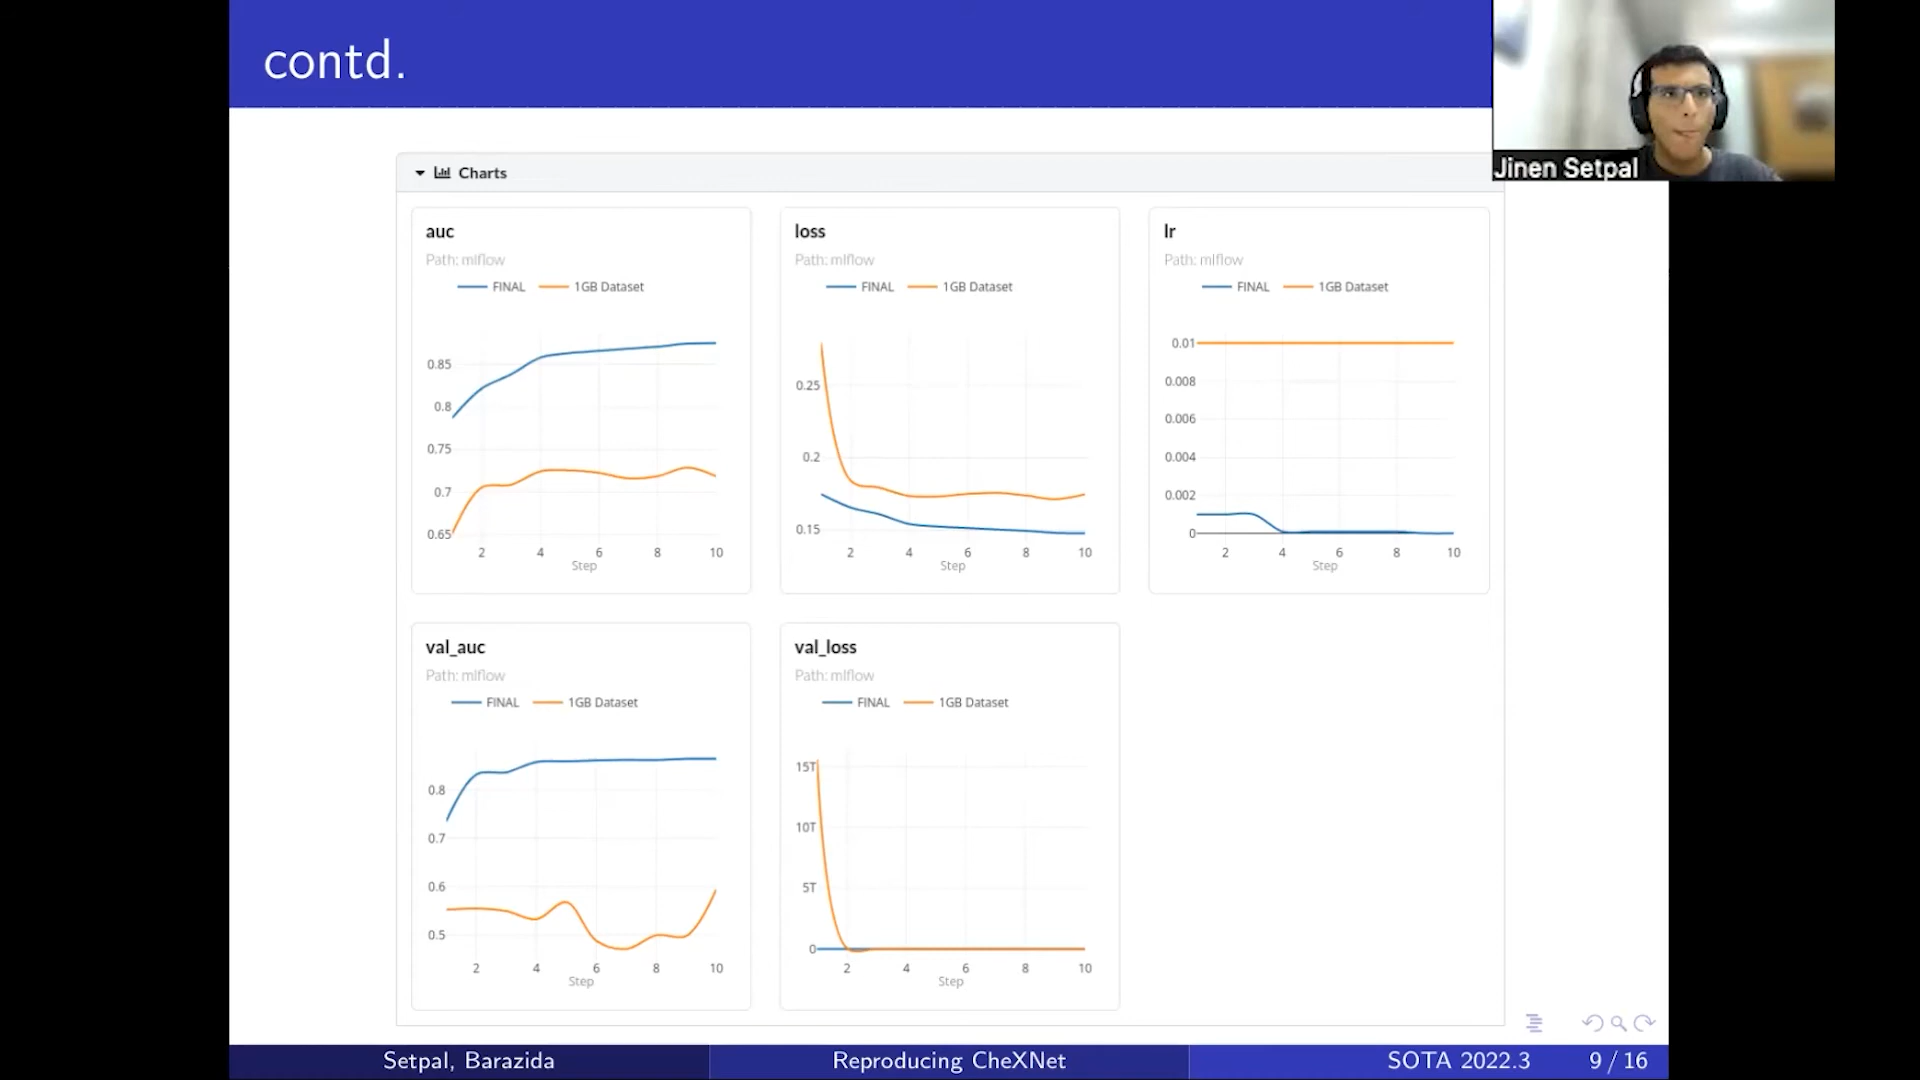 contd.
Jinen Setpal
Charts
auc
Path: mlflow
FINAL 1GB Dataset
0.85
0.8
0.75
0.7
0.65
2 4 6 8 10
Step
loss
Path: mlflow
FINAL 1GB Dataset
0.25
0.2
0.15
2 4 6 8 10
Step
lr
Path: mlflow
FINAL 1GB Dataset
0.01
0.008
0.006
0.004
0.002
0
2 4 6 8 10
Step
val_auc
Path: mlflow
FINAL 1GB Dataset
0.8
0.7
0.6
0.5
2 4 6 8 10
Step
val_loss
Path: mlflow
FINAL 1GB Dataset
15T
10T
5T
0
2 4 6 8 10
Step
Setpal, Barazida Reproducing CheXNet SOTA 2022.3 9 / 16